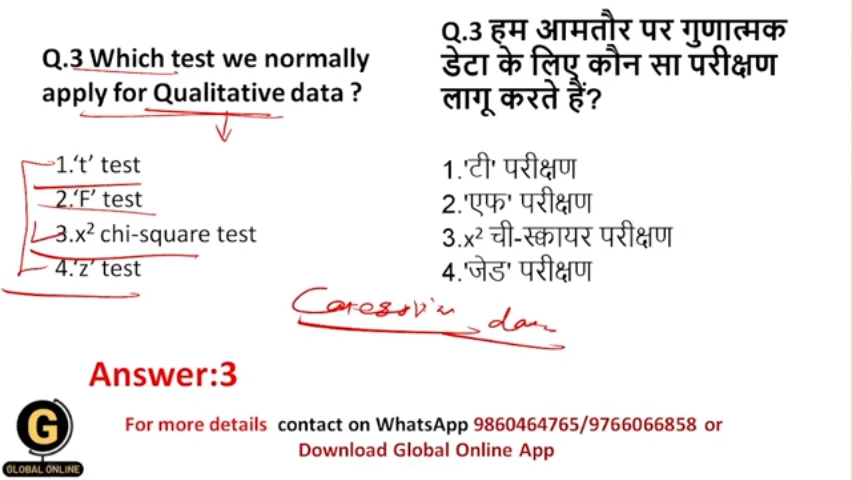 Q.3 Which test we normally
apply for Qualitative data ?
1.‘t’ test
2.‘F’ test
3.x² chi-square test
4.‘z’ test
Q.3 हम आमतौर पर गुणात्मक
डेटा के लिए कौन सा परीक्षण
लागू करते हैं?
1.'टी' परीक्षण
2.'एफ' परीक्षण
3.x² ची-स्क्वायर परीक्षण
4.'जेड' परीक्षण
Answer:3
For more details contact on WhatsApp 9860464765/9766066858 or
Download Global Online App
G
GLOBAL ONLINE